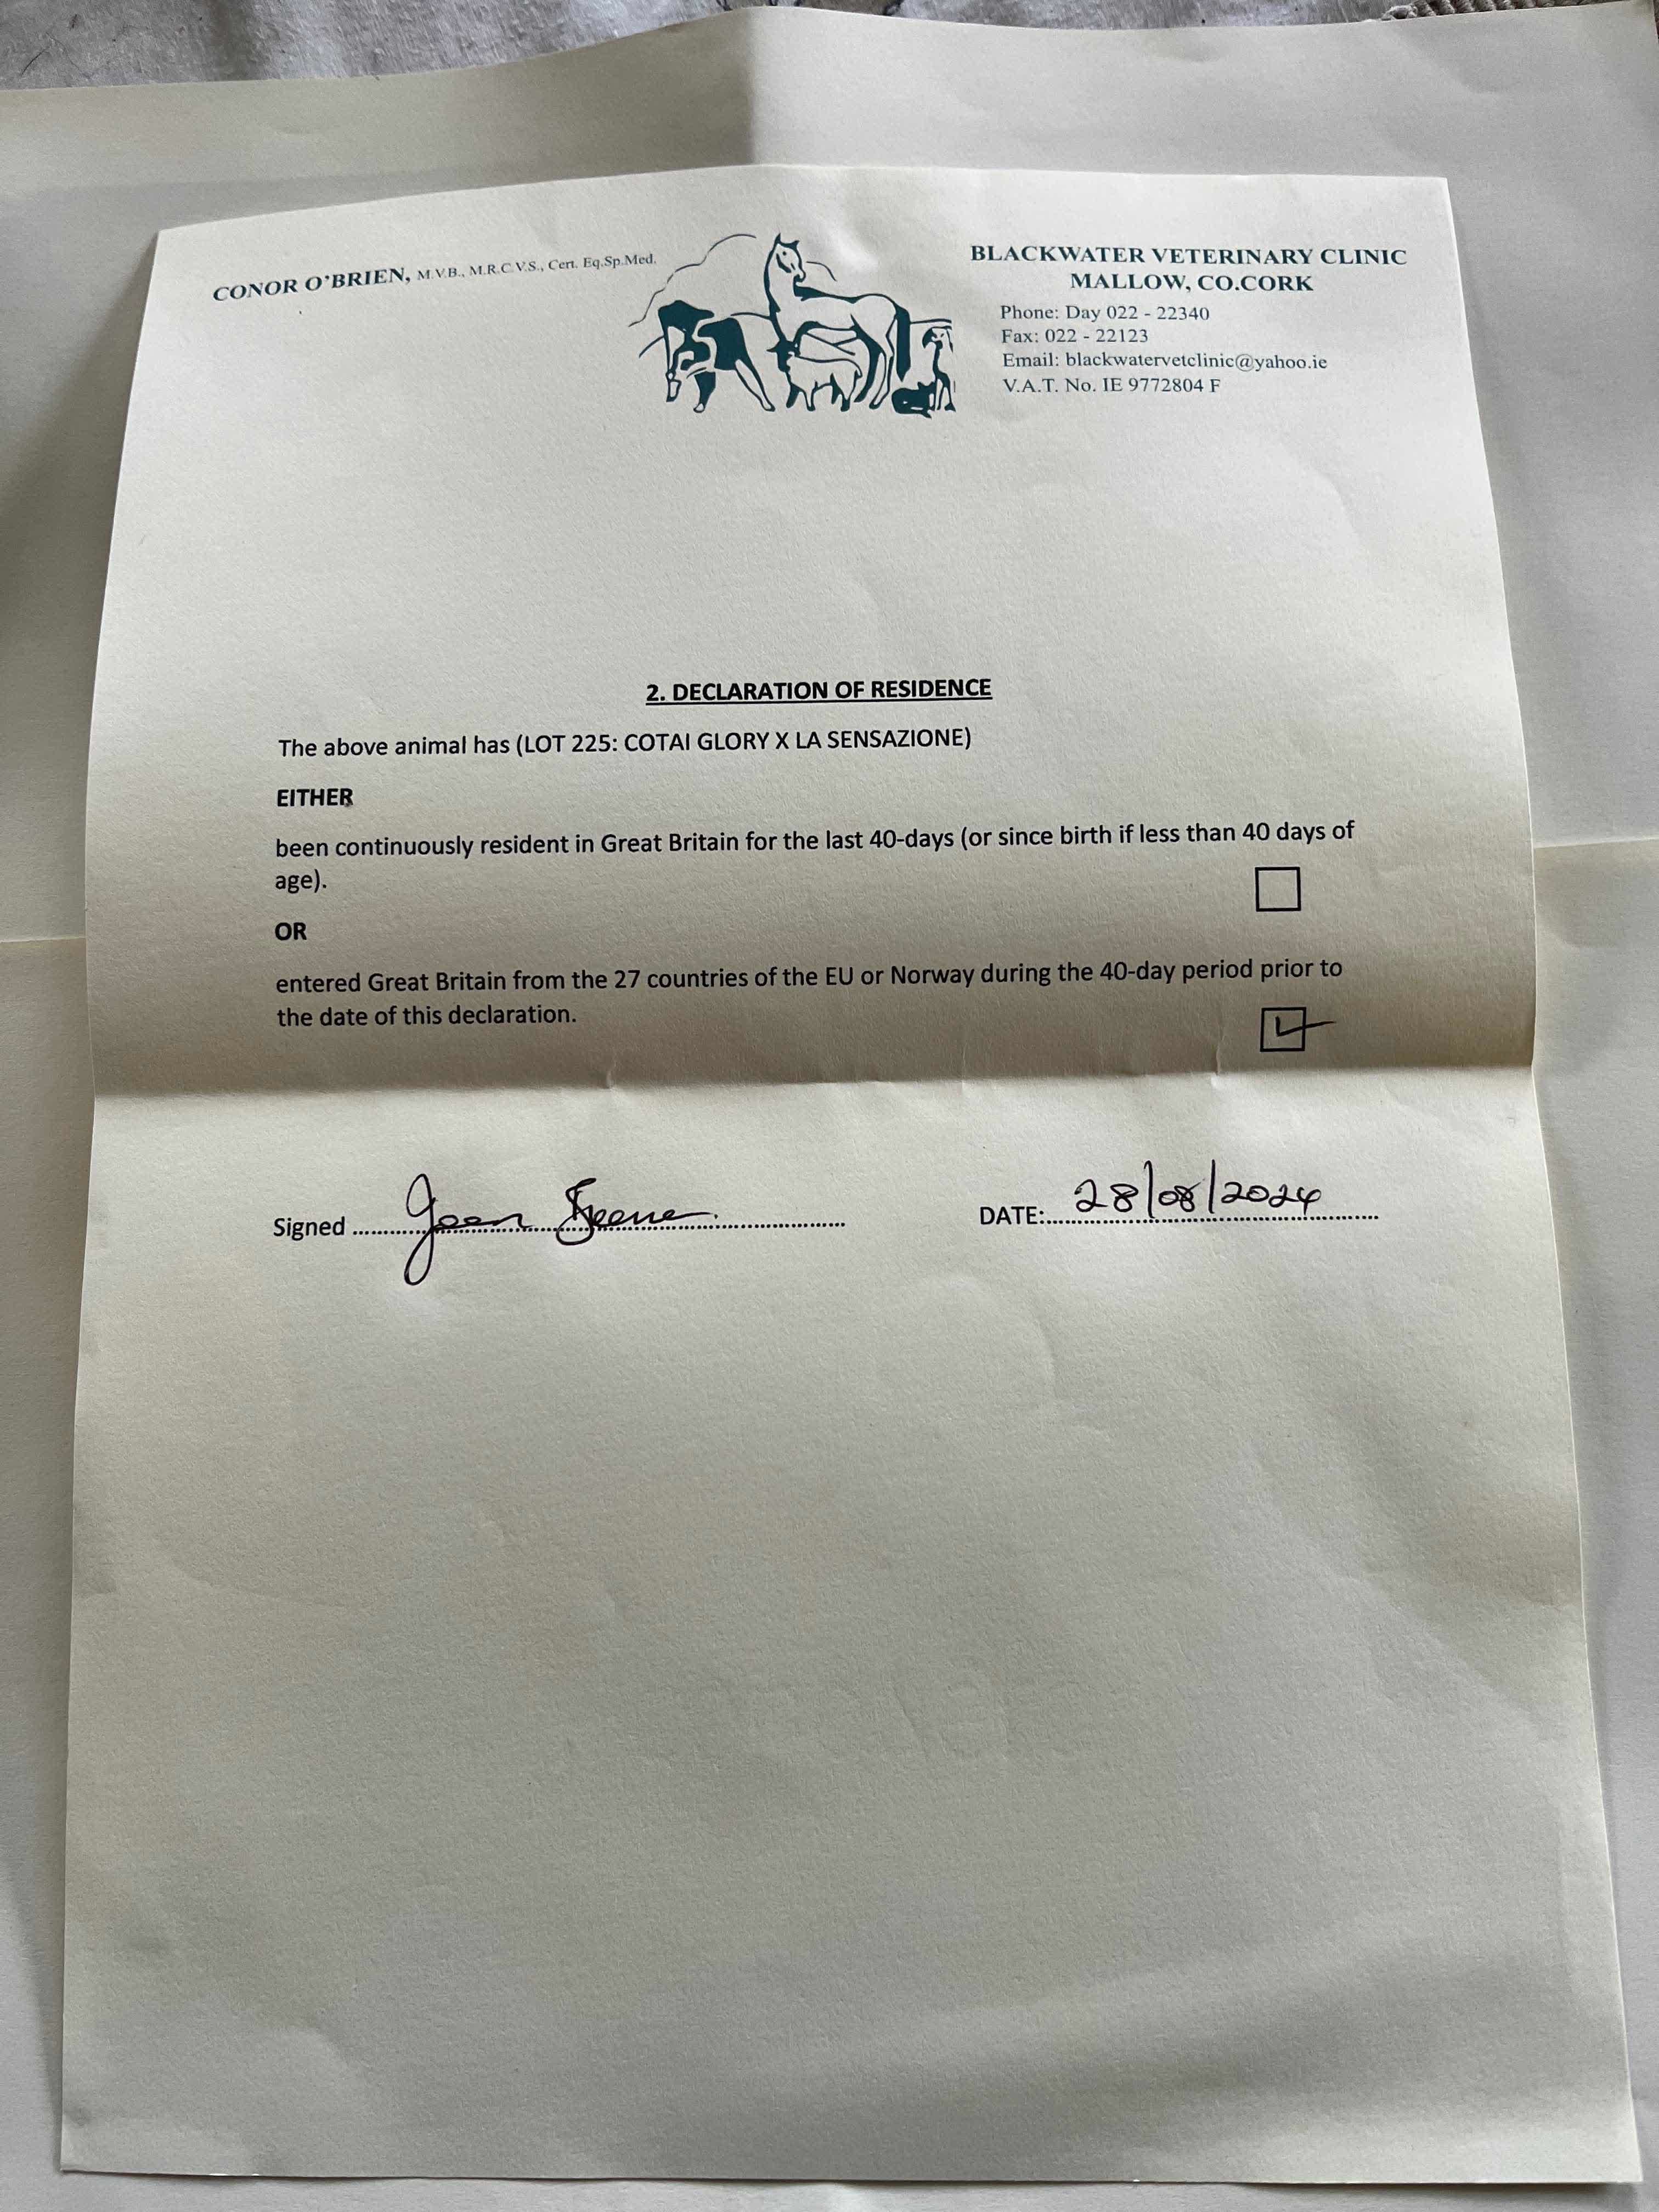 CONOR O'BRIEN, M.V.B., M.R.C.V.S., Cert. Eq.Sp.Med.
BLACKWATER VETERINARY CLINIC
MALLOW, CO.CORK
Phone: Day 022 - 22340
Fax: 022 - 22123
Email: blackwatervetclinic@yahoo.ie
V.A.T. No. IE 9772804 F
2. DECLARATION OF RESIDENCE
The above animal has (LOT 225: COTAI GLORY X LA SENSAZIONE)
EITHER
been continuously resident in Great Britain for the last 40-days (or since birth if less than 40 days of
age).
OR
entered Great Britain from the 27 countries of the EU or Norway during the 40-day period prior to
the date of this declaration.
Signed
DATE: 28/08/2024